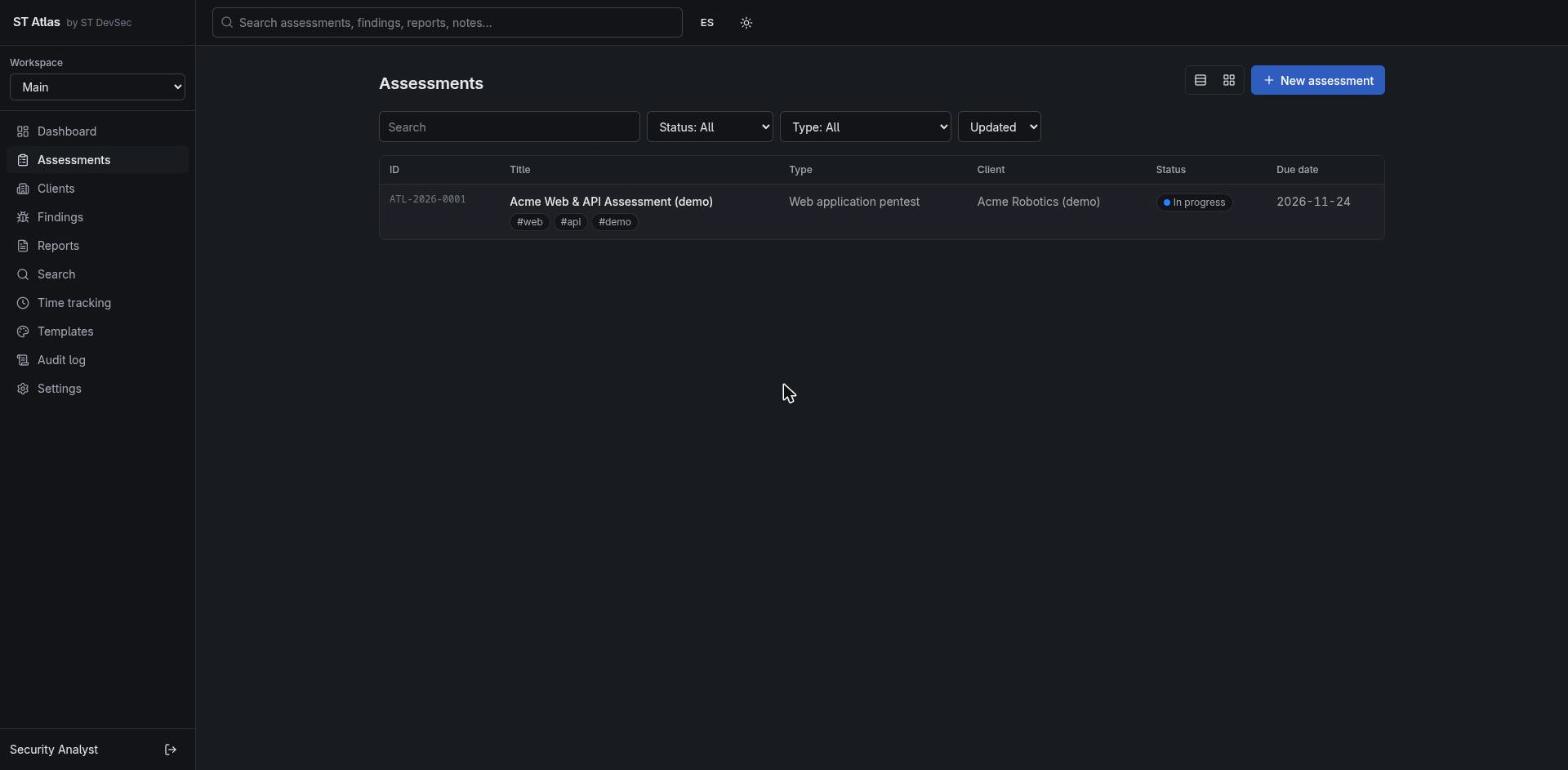 ST Atlas by ST DevSec
Search assessments, findings, reports, notes...
ES
Workspace
Main
Dashboard
Assessments
Clients
Findings
Reports
Search
Time tracking
Templates
Audit log
Settings
Security Analyst
Assessments
New assessment
Search
Status: All
Type: All
Updated
ID Title Type Client Status Due date
ATL-2026-0001 Acme Web & API Assessment (demo) Web application pentest Acme Robotics (demo) In progress 2026-11-24
#web #api #demo